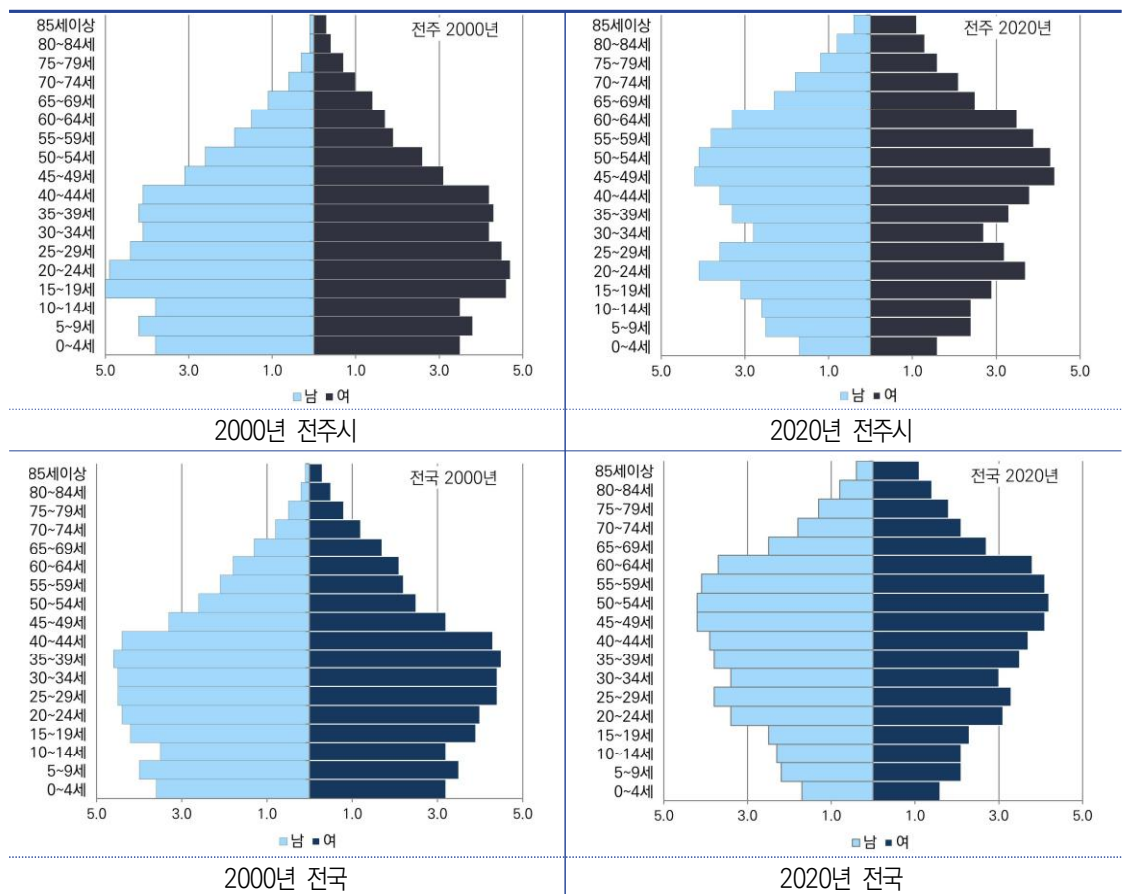 전주 2000년
85세이상
80~84세
75~79세
70~74세
65~69세
60~64세
55~59세
50~54세
45~49세
40~44세
35~39세
30~34세
25~29세
20~24세
15~19세
10~14세
5~9세
0~4세
5.0 3.0 1.0 1.0 3.0 5.0
남 여
2000년 전주시
전주 2020년
85세이상
80~84세
75~79세
70~74세
65~69세
60~64세
55~59세
50~54세
45~49세
40~44세
35~39세
30~34세
25~29세
20~24세
15~19세
10~14세
5~9세
0~4세
5.0 3.0 1.0 1.0 3.0 5.0
남 여
2020년 전주시
전국 2000년
85세이상
80~84세
75~79세
70~74세
65~69세
60~64세
55~59세
50~54세
45~49세
40~44세
35~39세
30~34세
25~29세
20~24세
15~19세
10~14세
5~9세
0~4세
5.0 3.0 1.0 1.0 3.0 5.0
남 여
2000년 전국
전국 2020년
85세이상
80~84세
75~79세
70~74세
65~69세
60~64세
55~59세
50~54세
45~49세
40~44세
35~39세
30~34세
25~29세
20~24세
15~19세
10~14세
5~9세
0~4세
5.0 3.0 1.0 1.0 3.0 5.0
남 여
2020년 전국